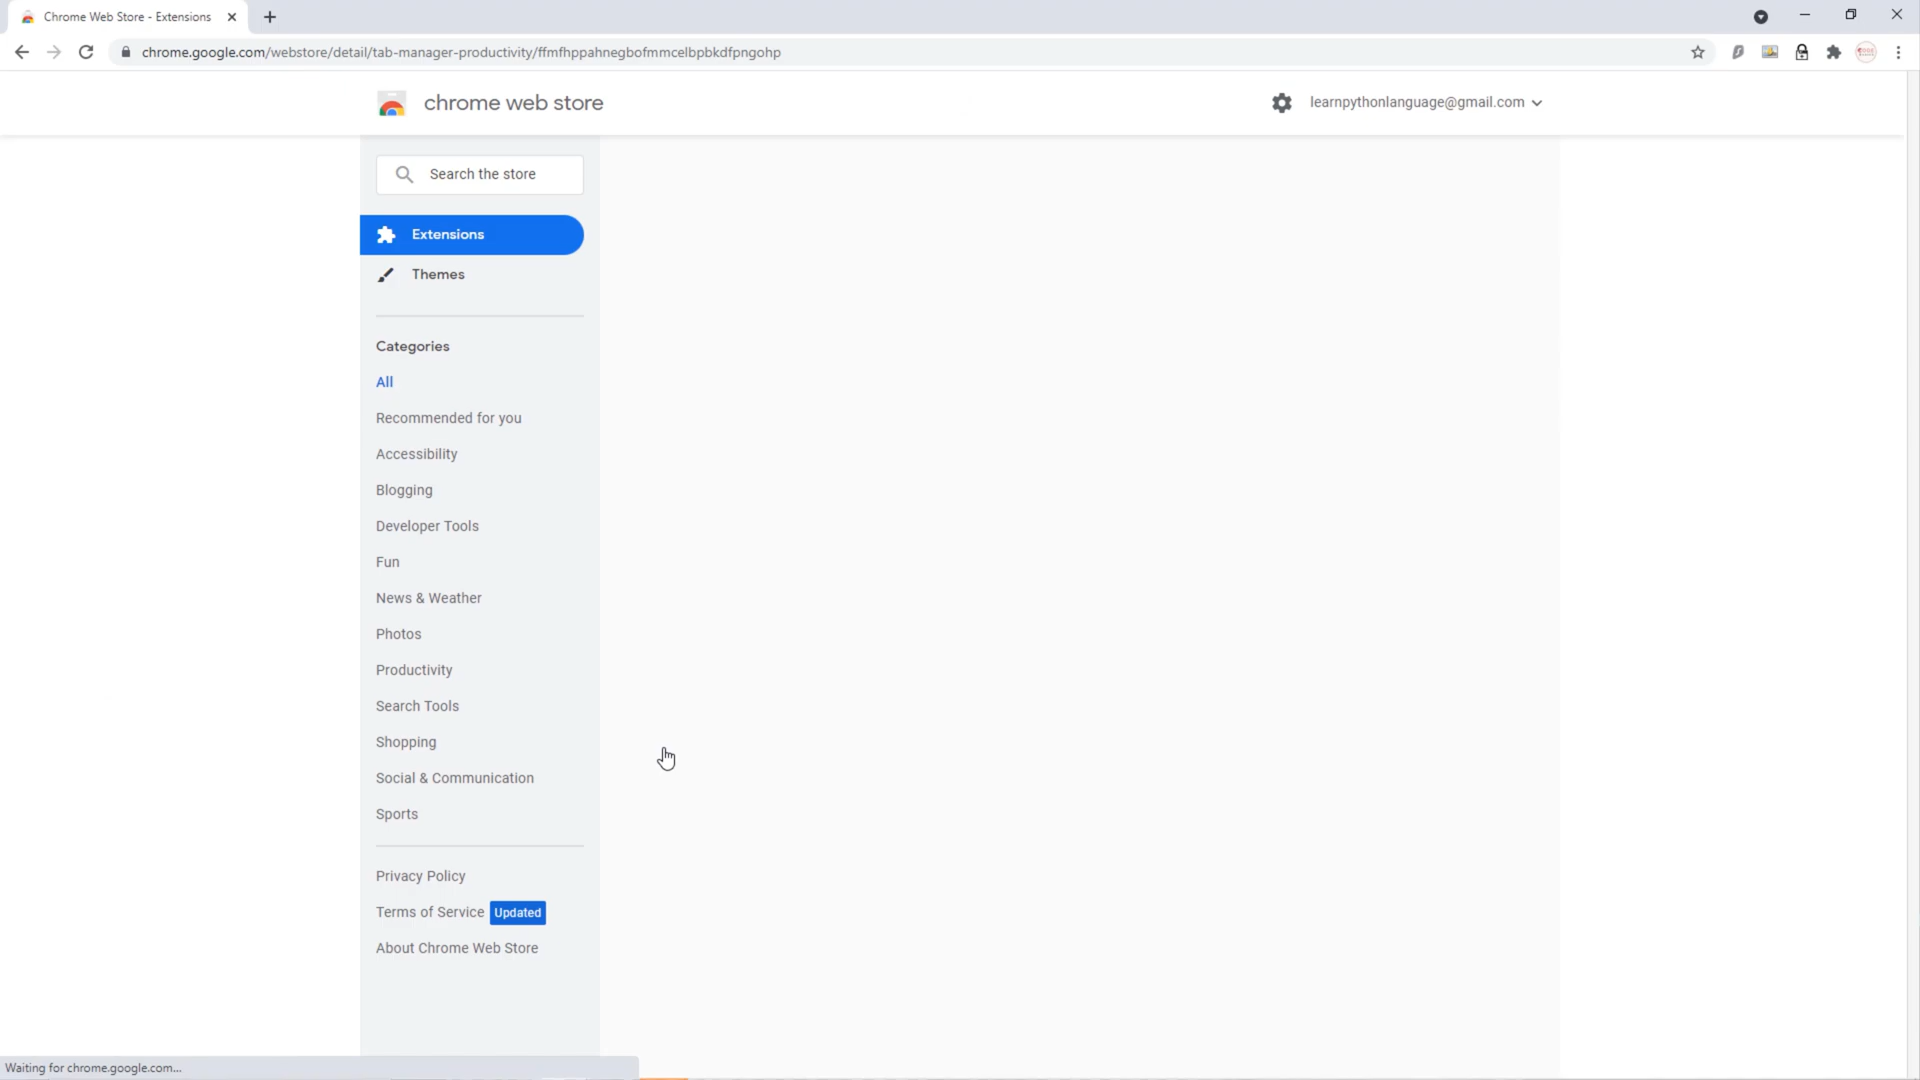 Chrome Web Store - Extensions
chrome.google.com/webstore/detail/tab-manager-productivity/ffmfhppahnegbofmmcelbpbkdfpngohp
chrome web store
learnpythonlanguage@gmail.com
Search the store
Extensions
Themes
Categories
All
Recommended for you
Accessibility
Blogging
Developer Tools
Fun
News & Weather
Photos
Productivity
Search Tools
Shopping
Social & Communication
Sports
Privacy Policy
Terms of Service Updated
About Chrome Web Store
Waiting for chrome.google.com...